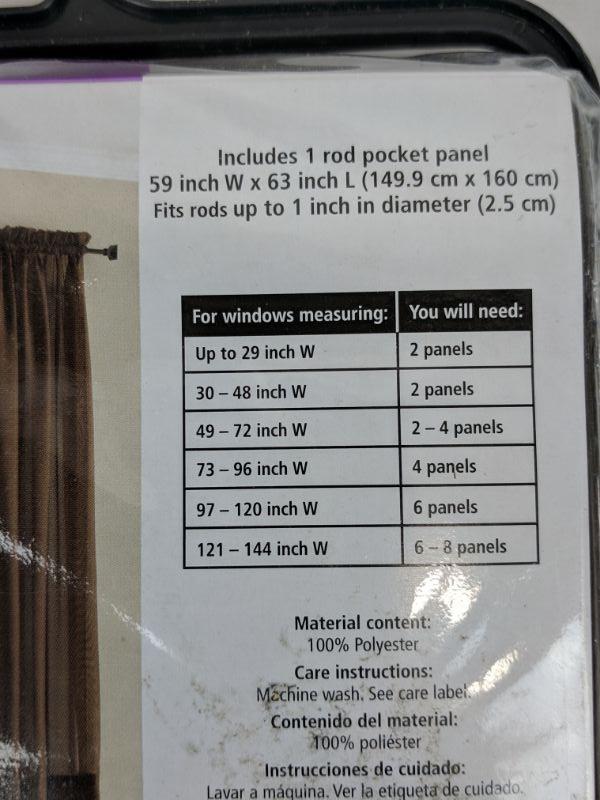 Includes 1 rod pocket panel
59 inch W x 63 inch L (149.9 cm x 160 cm)
Fits rods up to 1 inch in diameter (2.5 cm)
For windows measuring: You will need:
Up to 29 inch W 2 panels
30 – 48 inch W 2 panels
49 – 72 inch W 2 – 4 panels
73 – 96 inch W 4 panels
97 – 120 inch W 6 panels
121 – 144 inch W 6 – 8 panels
Material content:
100% Polyester
Care instructions:
Machine wash. See care label.
Contenido del material:
100% poliéster
Instrucciones de cuidado:
Lavar a máquina. Ver la etiqueta de cuidado.